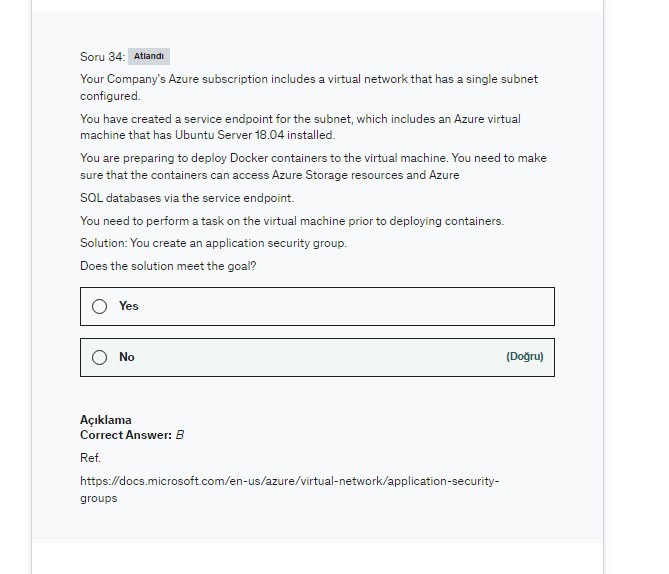 Soru 34: Atlandı
Your Company's Azure subscription includes a virtual network that has a single subnet
configured.
You have created a service endpoint for the subnet, which includes an Azure virtual
machine that has Ubuntu Server 18.04 installed.
You are preparing to deploy Docker containers to the virtual machine. You need to make
sure that the containers can access Azure Storage resources and Azure
SQL databases via the service endpoint.
You need to perform a task on the virtual machine prior to deploying containers.
Solution: You create an application security group.
Does the solution meet the goal?
Yes
No (Doğru)
Açıklama
Correct Answer: B
Ref.
https://docs.microsoft.com/en-us/azure/virtual-network/application-security-
groups